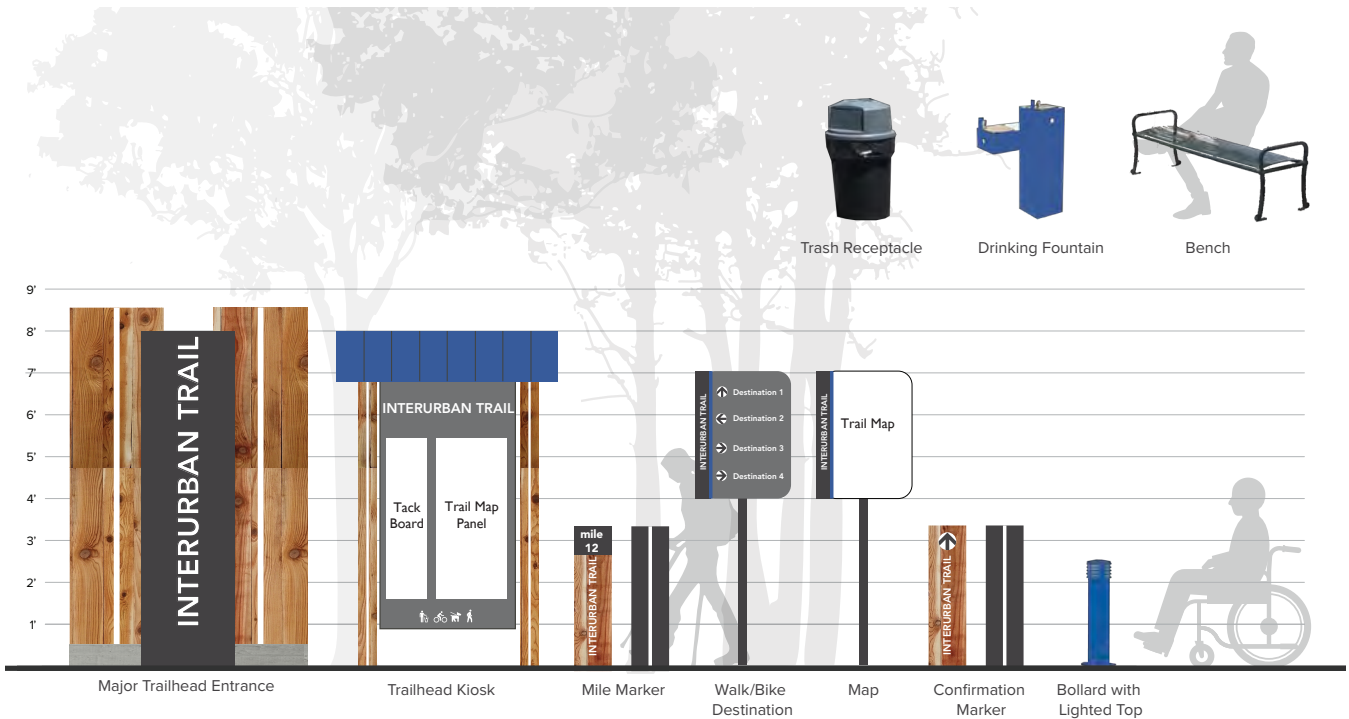 Trash Receptacle
Drinking Fountain
Bench
9'
8'
7'
6'
5'
4'
3'
2'
1'
INTERURBAN TRAIL
INTERURBAN TRAIL
Tack
Board
Trail Map
Panel
mile
12
INTERURBAN TRAIL
INTERURBAN TRAIL
Destination 1
Destination 2
Destination 3
Destination 4
INTERURBAN TRAIL
Trail Map
INTERURBAN TRAIL
Major Trailhead Entrance
Trailhead Kiosk
Mile Marker
Walk/Bike
Destination
Map
Confirmation
Marker
Bollard with
Lighted Top